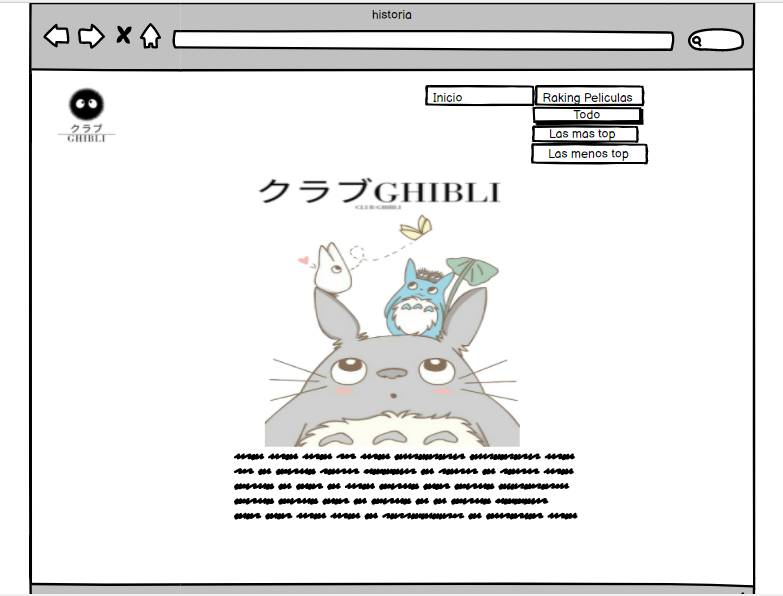 historia
Inicio
Raking Peliculas
Todo
Las mas top
Las menos top
クラブ
GHIBLI
クラブGHIBLI
CLUB GHIBLI